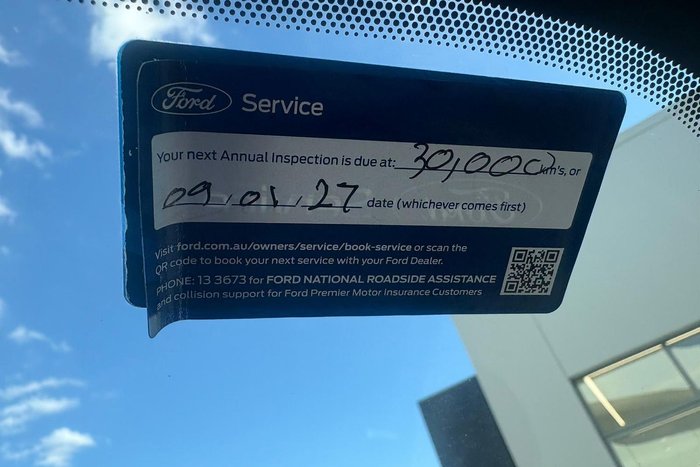 Ford Service
Your next Annual Inspection is due at: 30,000 km's, or
09.01.27 date (whichever comes first)
Visit ford.com.au/owners/service/book-service or scan the
QR code to book your next service with your Ford Dealer.
PHONE: 13 3673 for FORD NATIONAL ROADSIDE ASSISTANCE
and collision support for Ford Premier Motor Insurance Customers